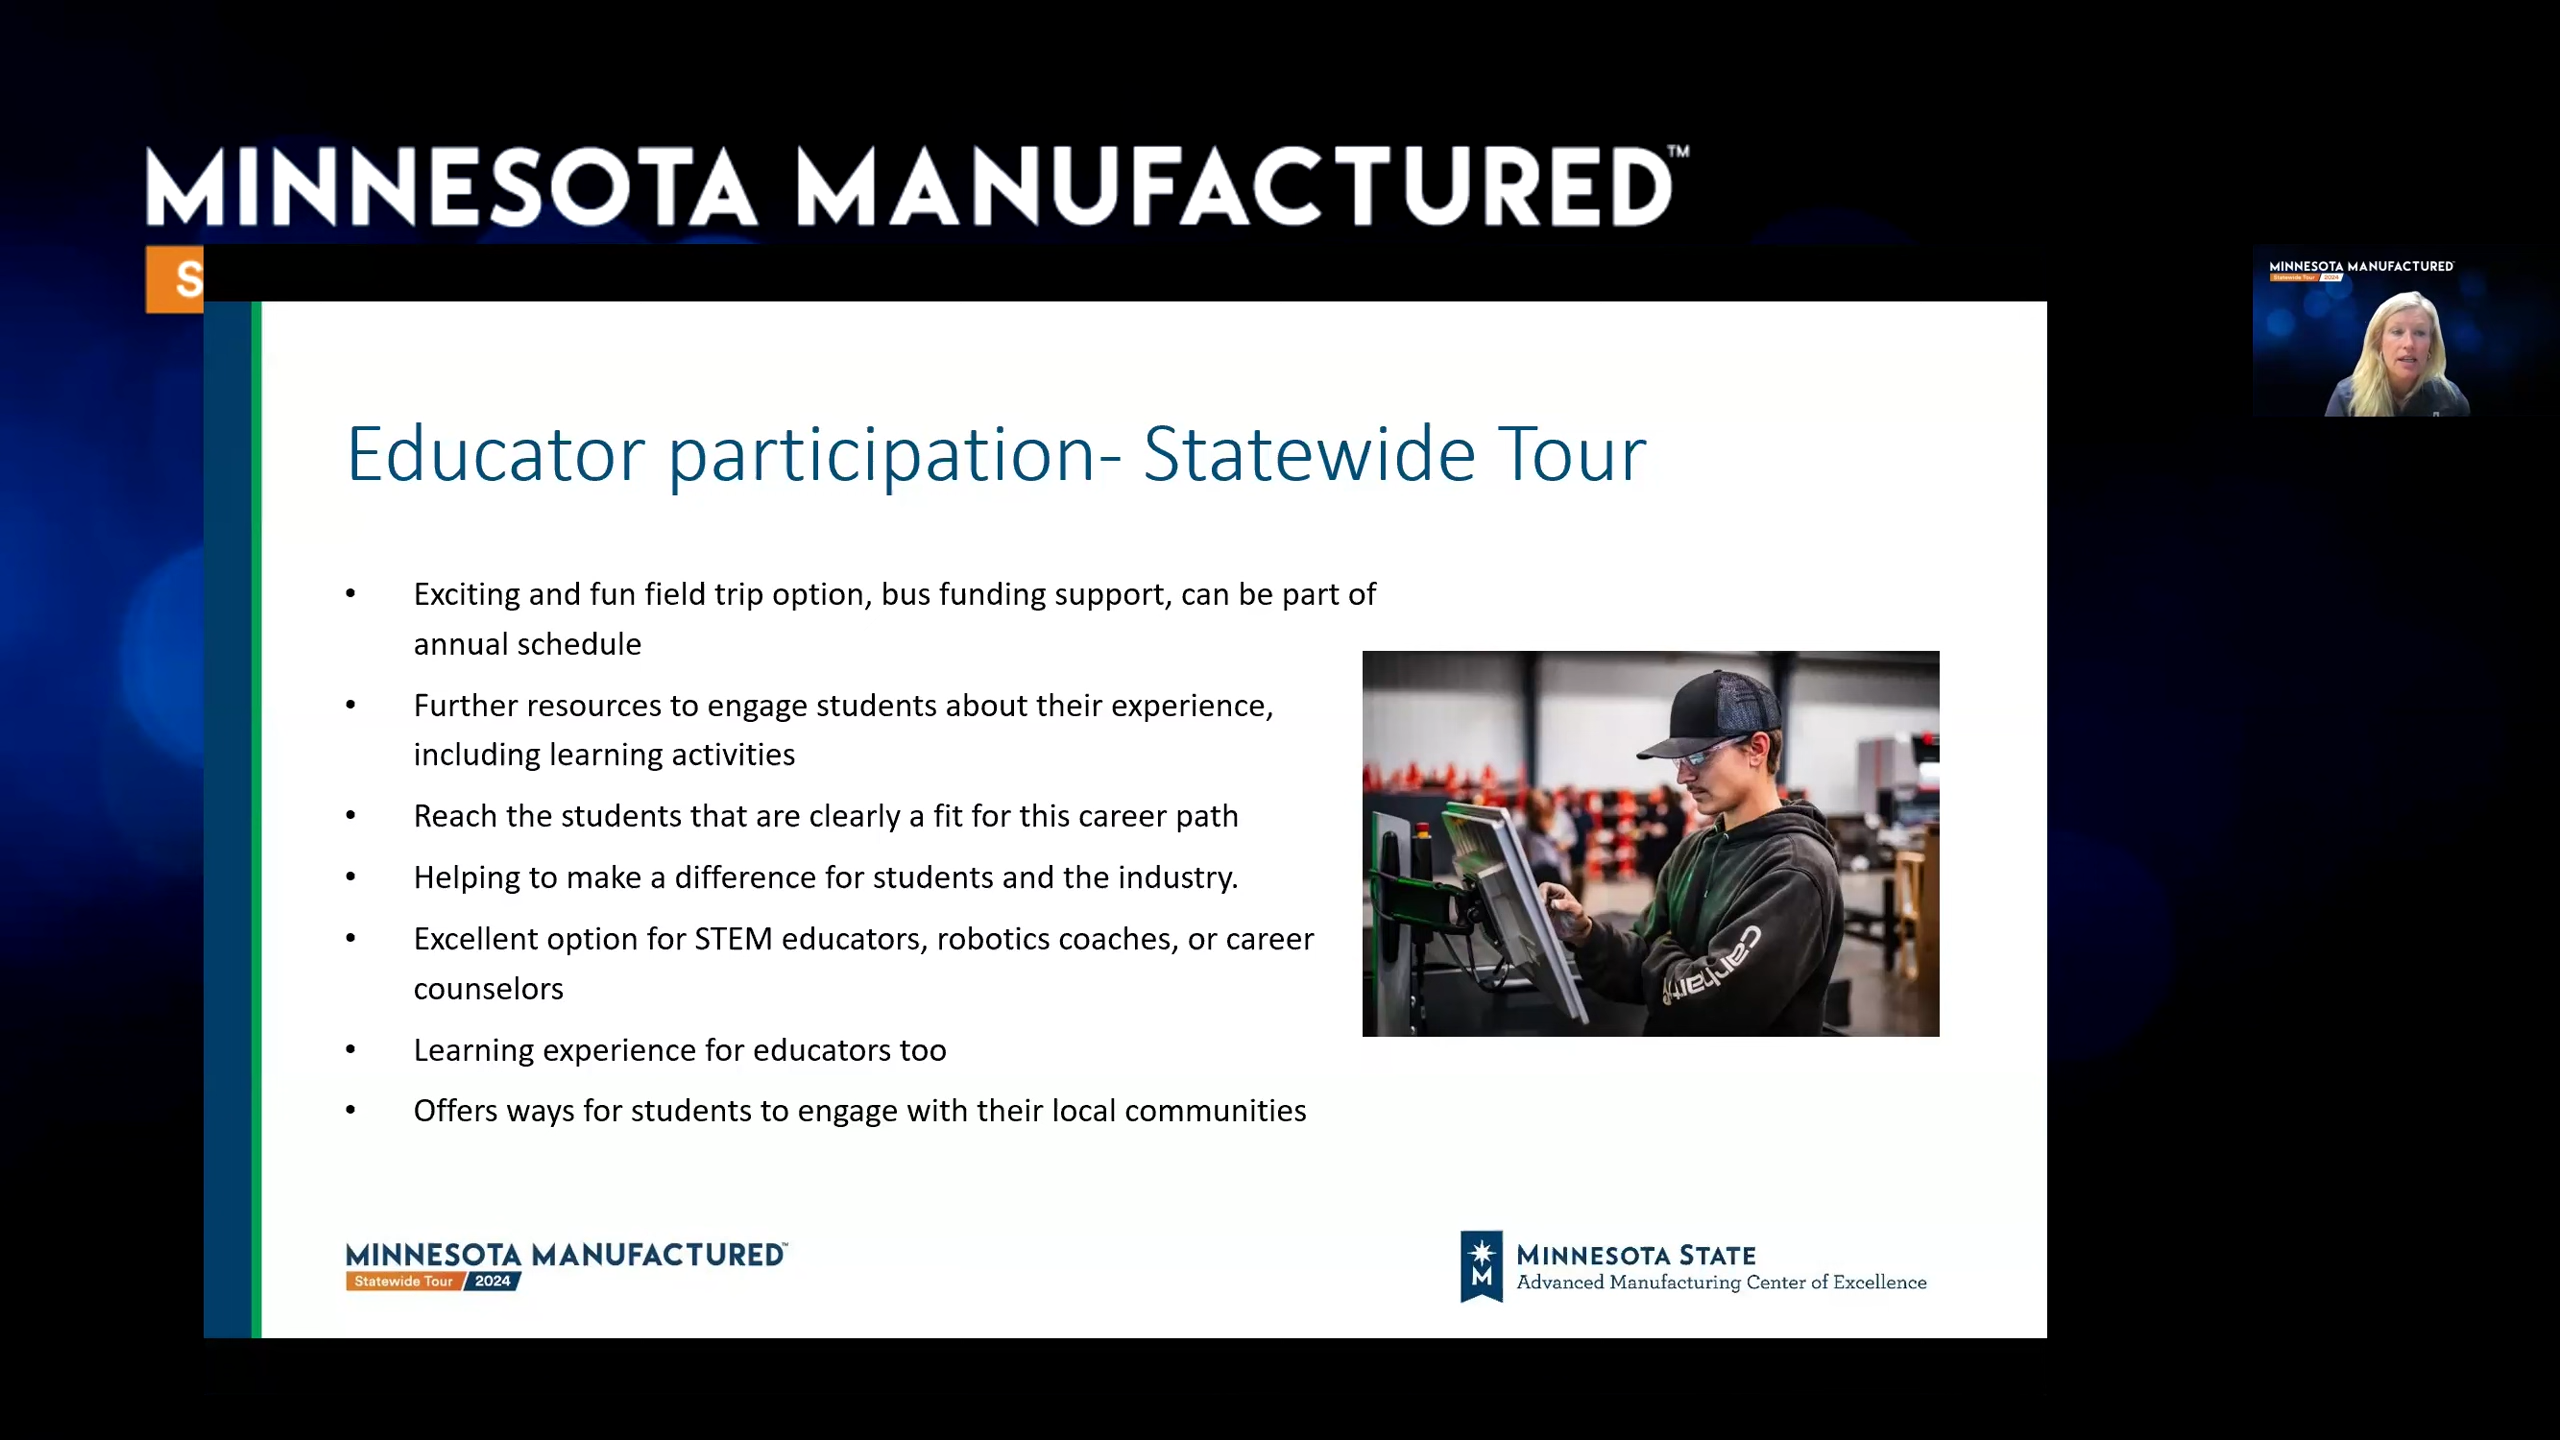 MINNESOTA MANUFACTURED™
S
MINNESOTA MANUFACTURED™
Statewide Tour 2024
Educator participation- Statewide Tour
• Exciting and fun field trip option, bus funding support, can be part of
annual schedule
• Further resources to engage students about their experience,
including learning activities
• Reach the students that are clearly a fit for this career path
• Helping to make a difference for students and the industry.
• Excellent option for STEM educators, robotics coaches, or career
counselors
• Learning experience for educators too
• Offers ways for students to engage with their local communities
carhartt
MINNESOTA MANUFACTURED™
Statewide Tour 2024
M
MINNESOTA STATE
Advanced Manufacturing Center of Excellence